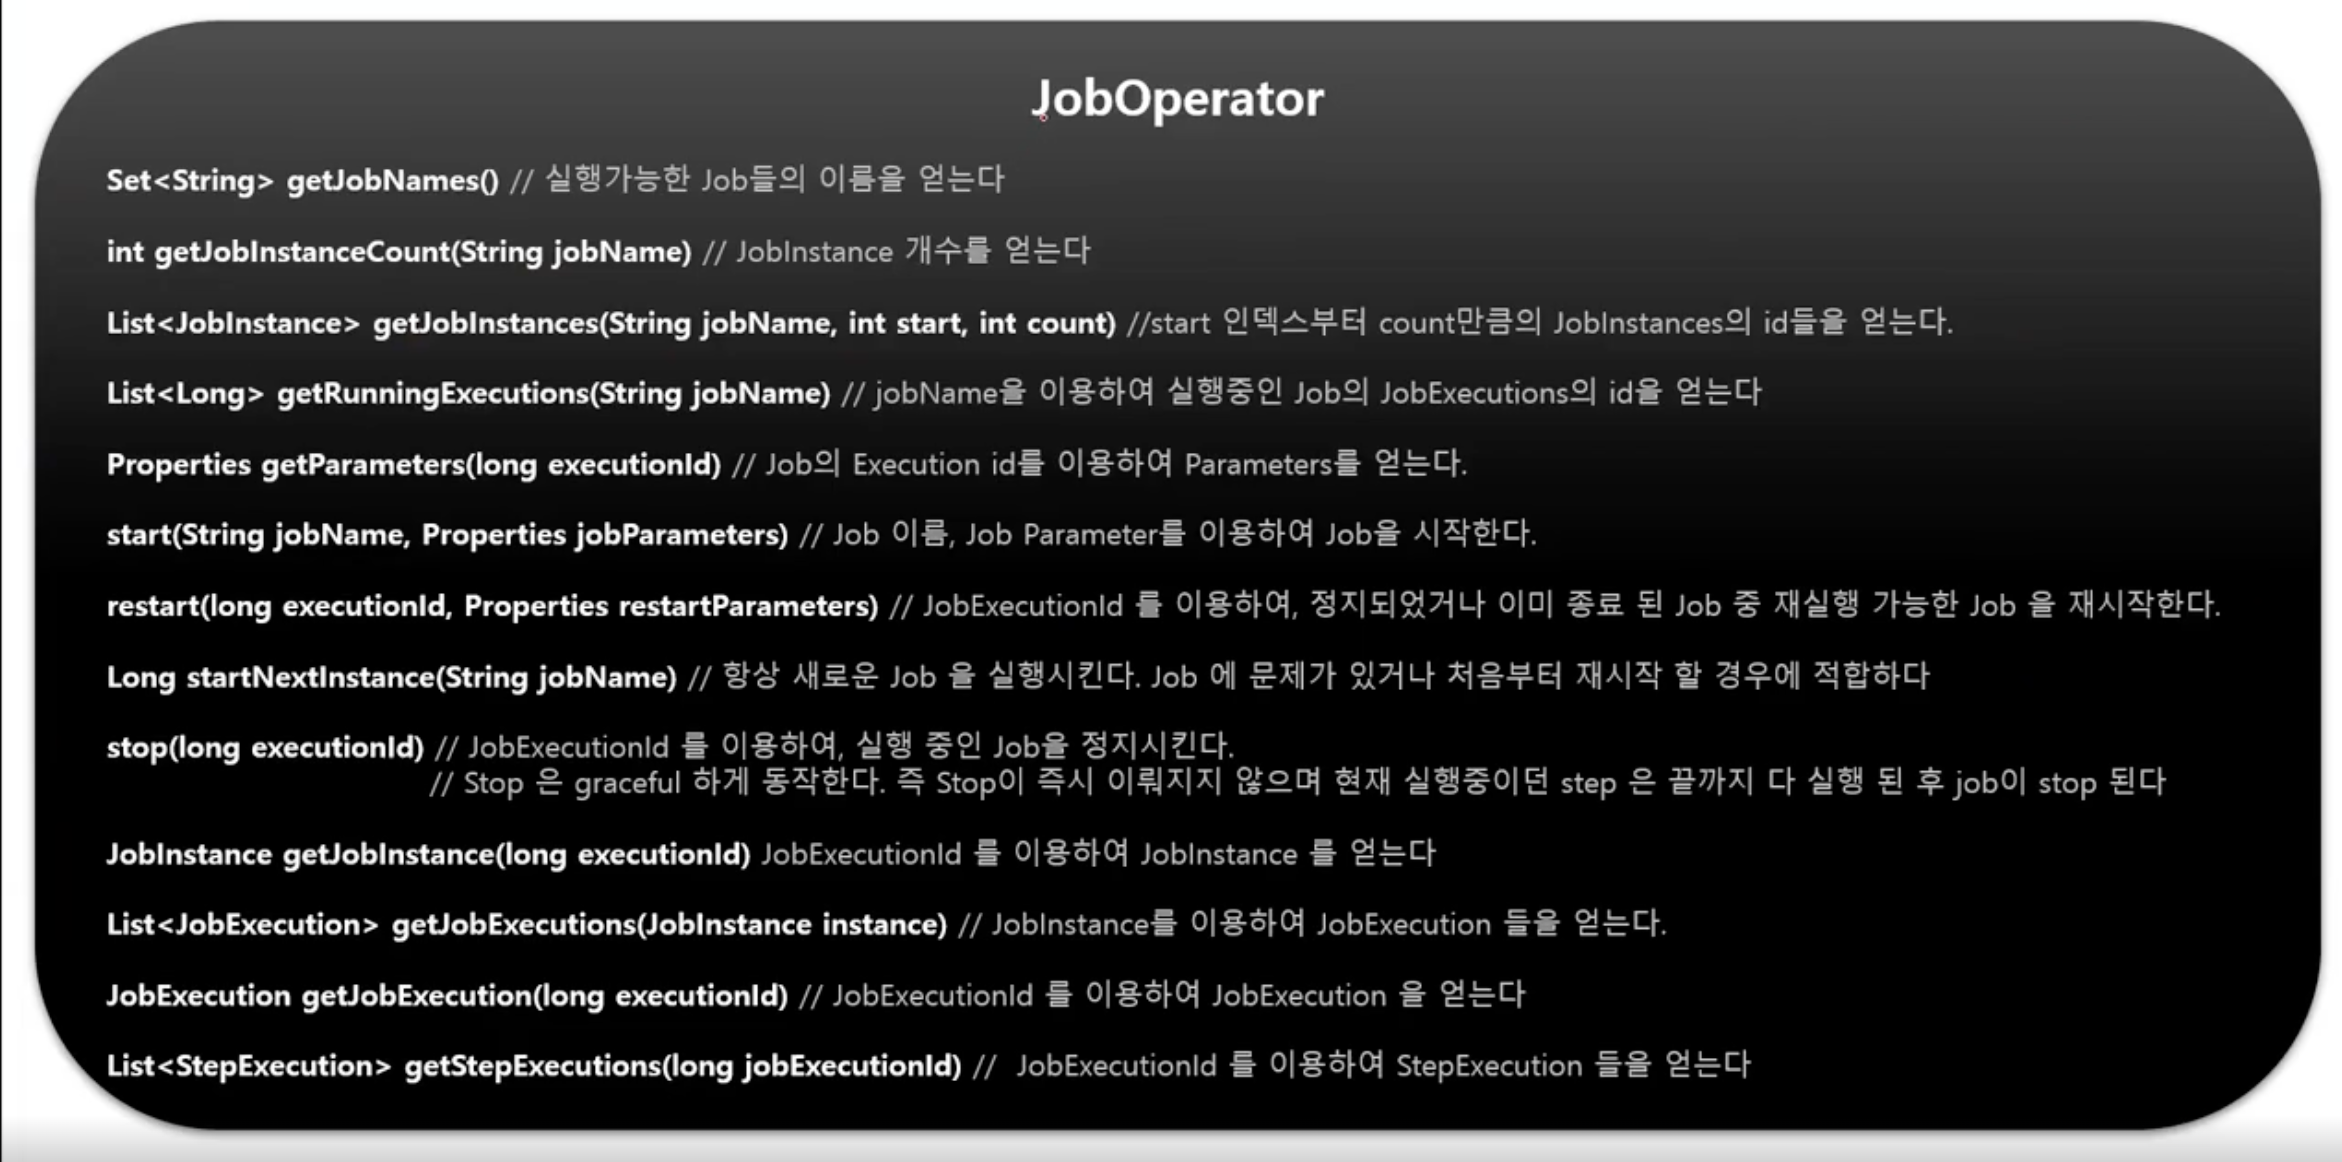 JobOperator
Set<String> getJobNames() // 실행가능한 Job들의 이름을 얻는다
int getJobInstanceCount(String jobName) // JobInstance 개수를 얻는다
List<JobInstance> getJobInstances(String jobName, int start, int count) //start 인덱스부터 count만큼의 JobInstances의 id들을 얻는다.
List<Long> getRunningExecutions(String jobName) // jobName을 이용하여 실행중인 Job의 JobExecutions의 id을 얻는다
Properties getParameters(long executionId) // Job의 Execution id를 이용하여 Parameters를 얻는다.
start(String jobName, Properties jobParameters) // Job 이름, Job Parameter를 이용하여 Job을 시작한다.
restart(long executionId, Properties restartParameters) // JobExecutionId 를 이용하여, 정지되었거나 이미 종료 된 Job 중 재실행 가능한 Job 을 재시작한다.
Long startNextInstance(String jobName) // 항상 새로운 Job 을 실행시킨다. Job 에 문제가 있거나 처음부터 재시작 할 경우에 적합하다
stop(long executionId) // JobExecutionId 를 이용하여, 실행 중인 Job을 정지시킨다.
// Stop 은 graceful 하게 동작한다. 즉 Stop이 즉시 이뤄지지 않으며 현재 실행중이던 step 은 끝까지 다 실행 된 후 job이 stop 된다
JobInstance getJobInstance(long executionId) JobExecutionId 를 이용하여 JobInstance 를 얻는다
List<JobExecution> getJobExecutions(JobInstance instance) // JobInstance를 이용하여 JobExecution 들을 얻는다.
JobExecution getJobExecution(long executionId) // JobExecutionId 를 이용하여 JobExecution 을 얻는다
List<StepExecution> getStepExecutions(long jobExecutionId) // JobExecutionId 를 이용하여 StepExecution 들을 얻는다